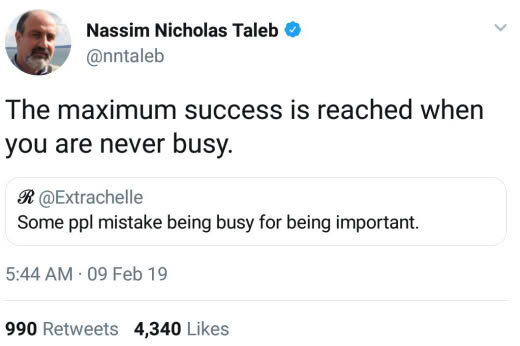 Nassim Nicholas Taleb
@nntaleb
The maximum success is reached when
you are never busy.
ℛ @Extrachelle
Some ppl mistake being busy for being important.
5:44 AM · 09 Feb 19
990 Retweets 4,340 Likes